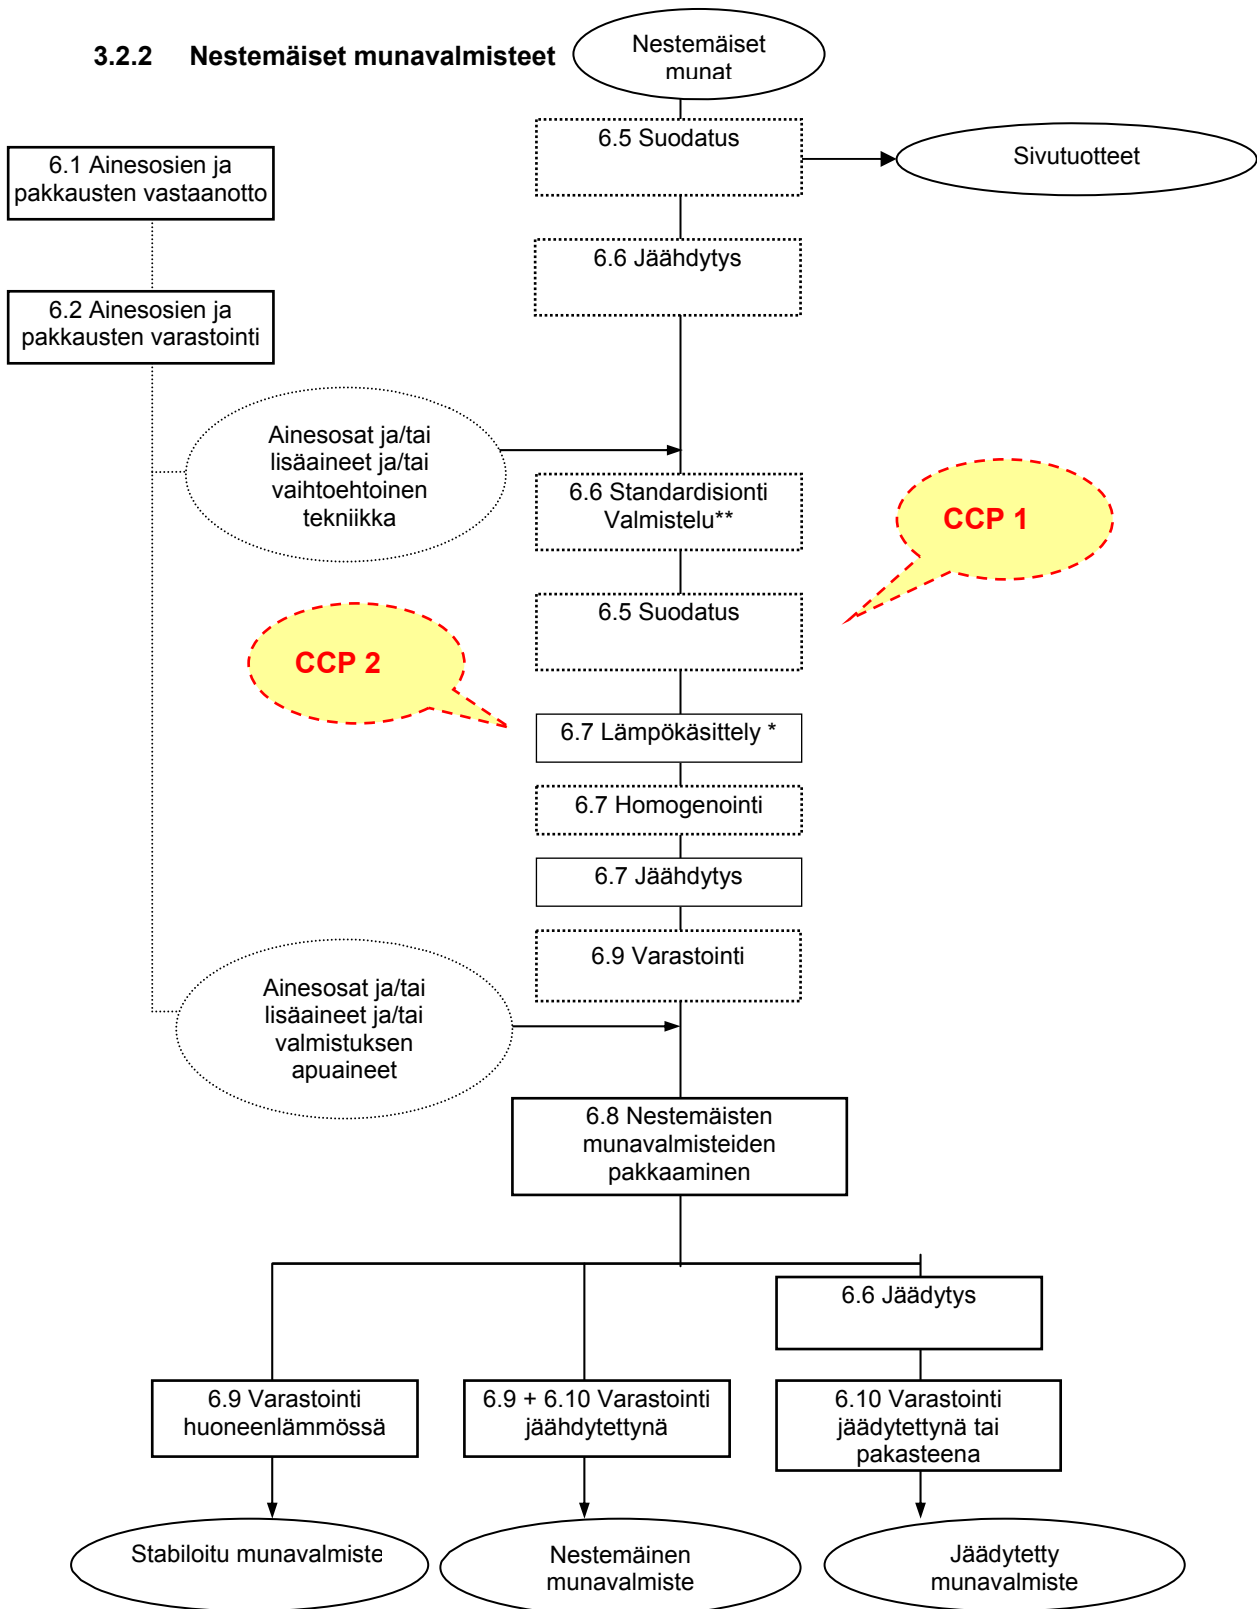 3.2.2 Nestemäiset munavalmisteet
Nestemäiset
munat
6.5 Suodatus
Sivutuotteet
6.1 Ainesosien ja
pakkausten vastaanotto
6.6 Jäähdytys
6.2 Ainesosien ja
pakkausten varastointi
Ainesosat ja/tai
lisäaineet ja/tai
vaihtoehtoinen
tekniikka
6.6 Standardisionti
Valmistelu**
CCP 1
6.5 Suodatus
CCP 2
6.7 Lämpökäsittely *
6.7 Homogenointi
6.7 Jäähdytys
6.9 Varastointi
Ainesosat ja/tai
lisäaineet ja/tai
valmistuksen
apuaineet
6.8 Nestemäisten
munavalmisteiden
pakkaaminen
6.6 Jäädytys
6.9 Varastointi
huoneenlämmössä
6.9 + 6.10 Varastointi
jäähdytettynä
6.10 Varastointi
jäädytettynä tai
pakasteena
Stabiloitu munavalmiste
Nestemäinen
munavalmiste
Jäädytetty
munavalmiste